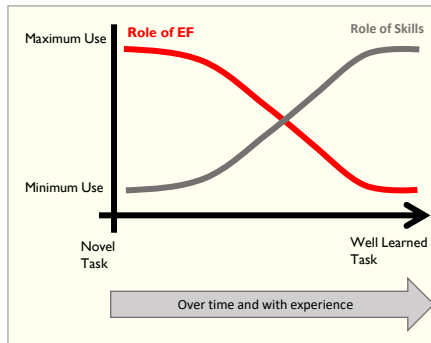 Maximum Use
Role of EF
Role of Skills
Minimum Use
Novel
Task
Well Learned
Task
Over time and with experience